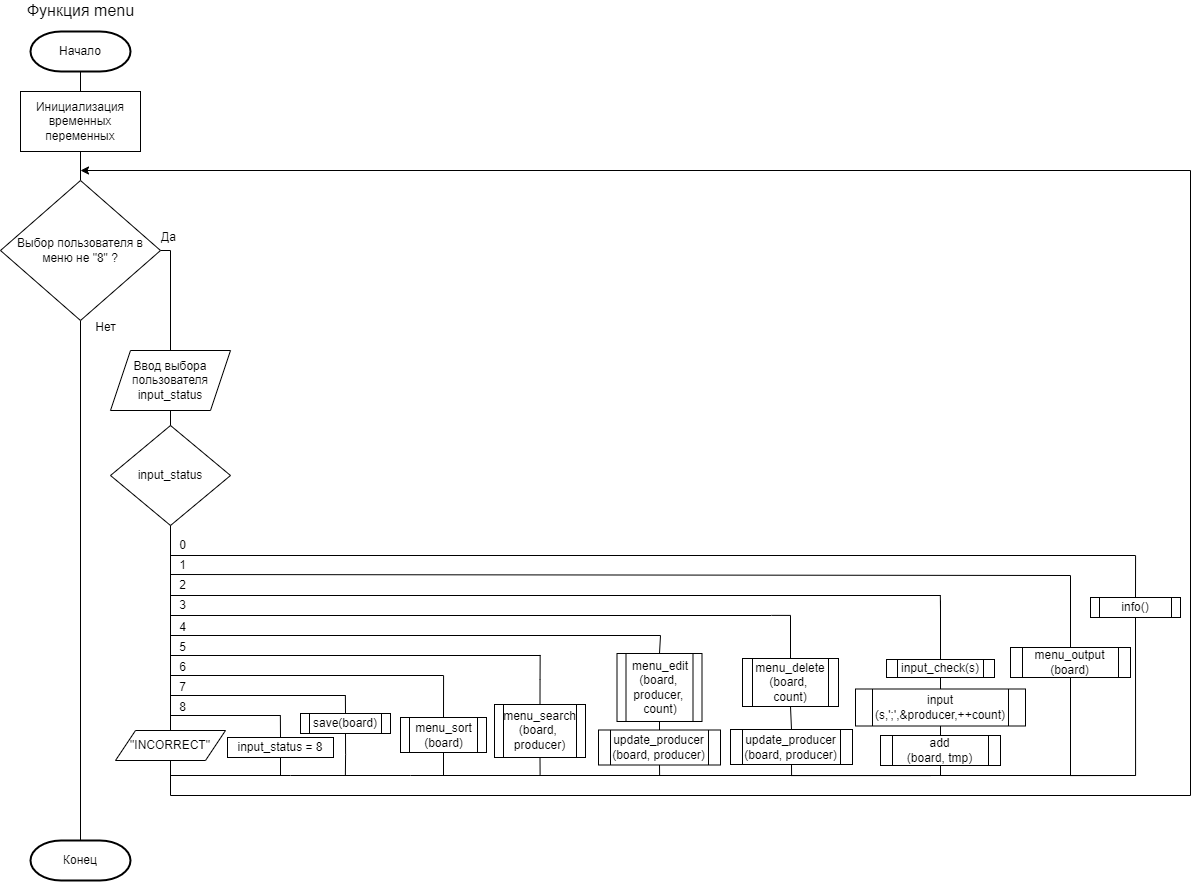 Функция menu
Начало
Инициализация
временных
переменных
Выбор пользователя в
меню не "8" ?
Да
Нет
Ввод выбора
пользователя
input_status
input_status
0
1
2
3
4
5
6
7
8
"INCORRECT"
input_status = 8
save(board)
menu_sort
(board)
menu_search
(board,
producer)
menu_edit
(board,
producer,
count)
update_producer
(board, producer)
menu_delete
(board,
count)
update_producer
(board, producer)
input_check(s)
input
(s,';',&producer,++count)
add
(board, tmp)
menu_output
(board)
info()
Конец